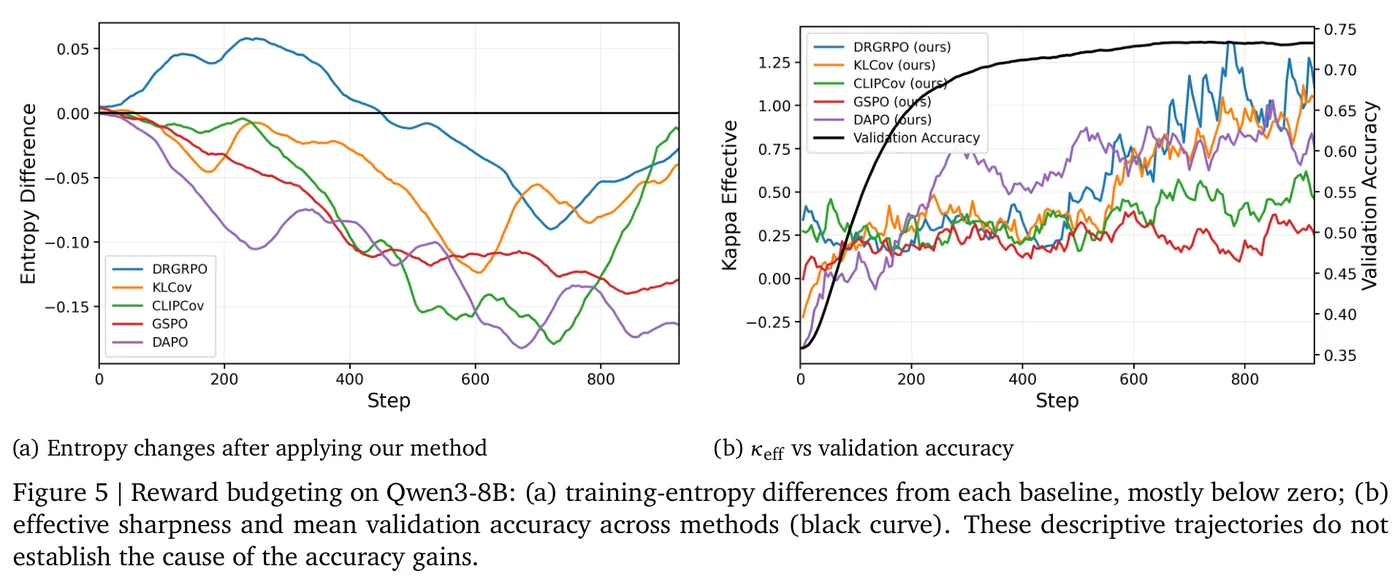 0.05
0.00
−0.05
−0.10
−0.15
Entropy Difference
DRGRPO
KLCov
CLIPCov
GSPO
DAPO
0 200 400 600 800
Step
1.25
1.00
0.75
0.50
0.25
0.00
−0.25
Kappa Effective
DRGRPO (ours)
KLCov (ours)
CLIPCov (ours)
GSPO (ours)
DAPO (ours)
Validation Accuracy
0.75
0.70
0.65
0.60
0.55
0.50
0.45
0.40
0.35
Validation Accuracy
0 200 400 600 800
Step
(a) Entropy changes after applying our method
(b) κeff vs validation accuracy
Figure 5 | Reward budgeting on Qwen3-8B: (a) training-entropy differences from each baseline, mostly below zero; (b)
effective sharpness and mean validation accuracy across methods (black curve). These descriptive trajectories do not
establish the cause of the accuracy gains.